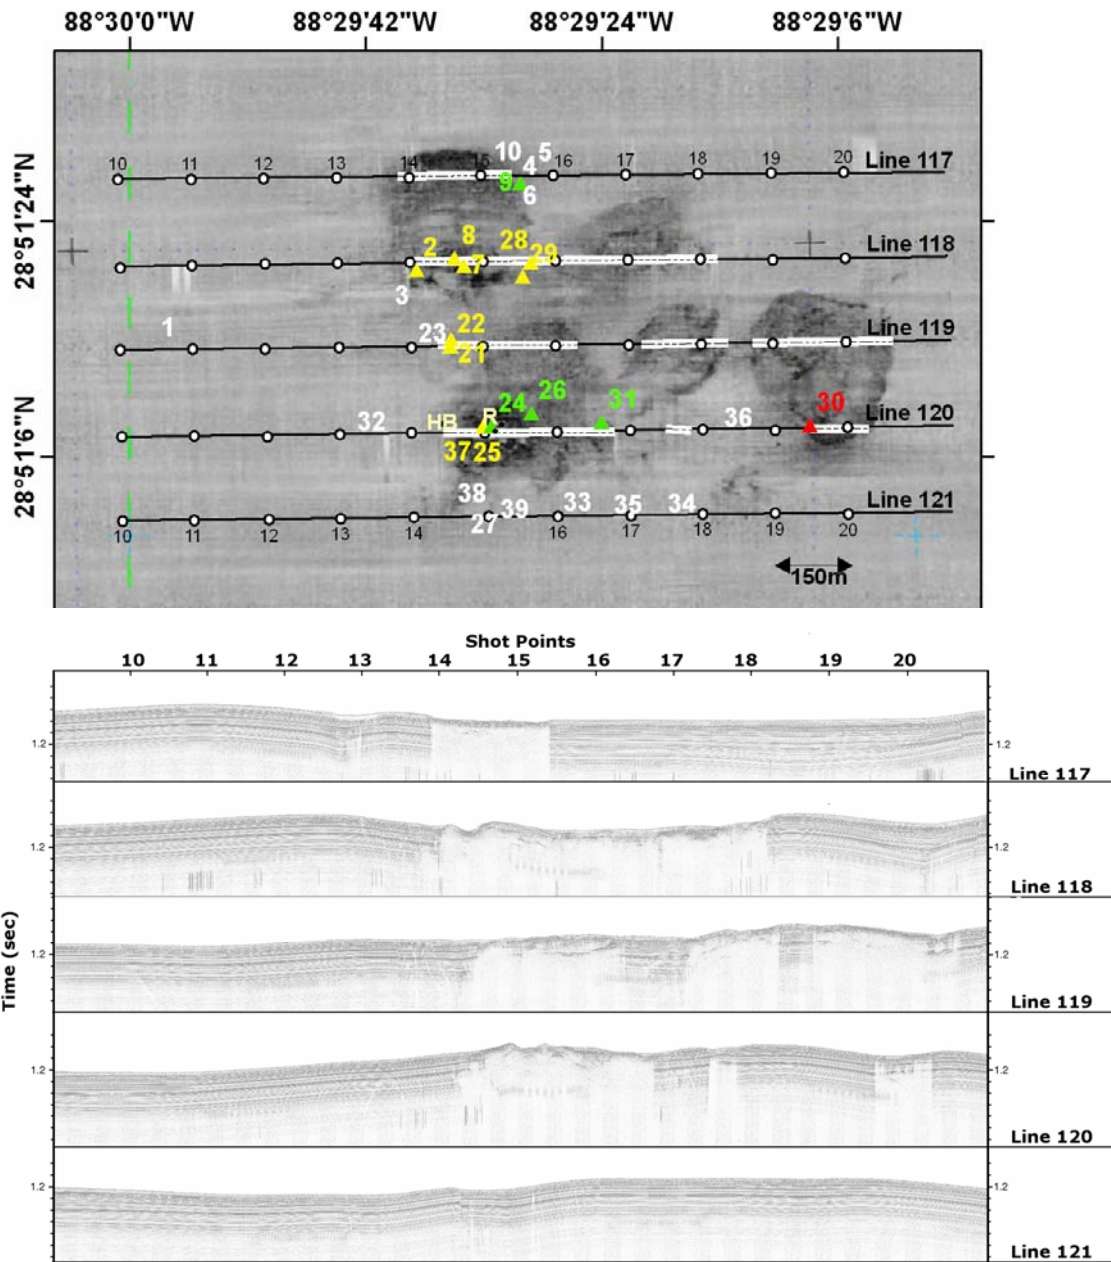 88°30'0"W 88°29'42"W 88°29'24"W 88°29'6"W
28°51'24"N
28°51'6"N
10 5
10 11 12 13 14 15 4 16 17 18 19 20 Line 117
9 6
2 8 28 29 Line 118
7
3
1 23 22 Line 119
21
24 26 31 30
32 HB R 36 Line 120
37 25
38 39 33 35 34 Line 121
27
10 11 12 13 14 16 17 18 19 20
150m
Shot Points
10 11 12 13 14 15 16 17 18 19 20
1.2 1.2
Line 117
1.2 1.2
Line 118
Time (sec)
1.2 1.2
Line 119
1.2 1.2
Line 120
1.2 1.2
Line 121